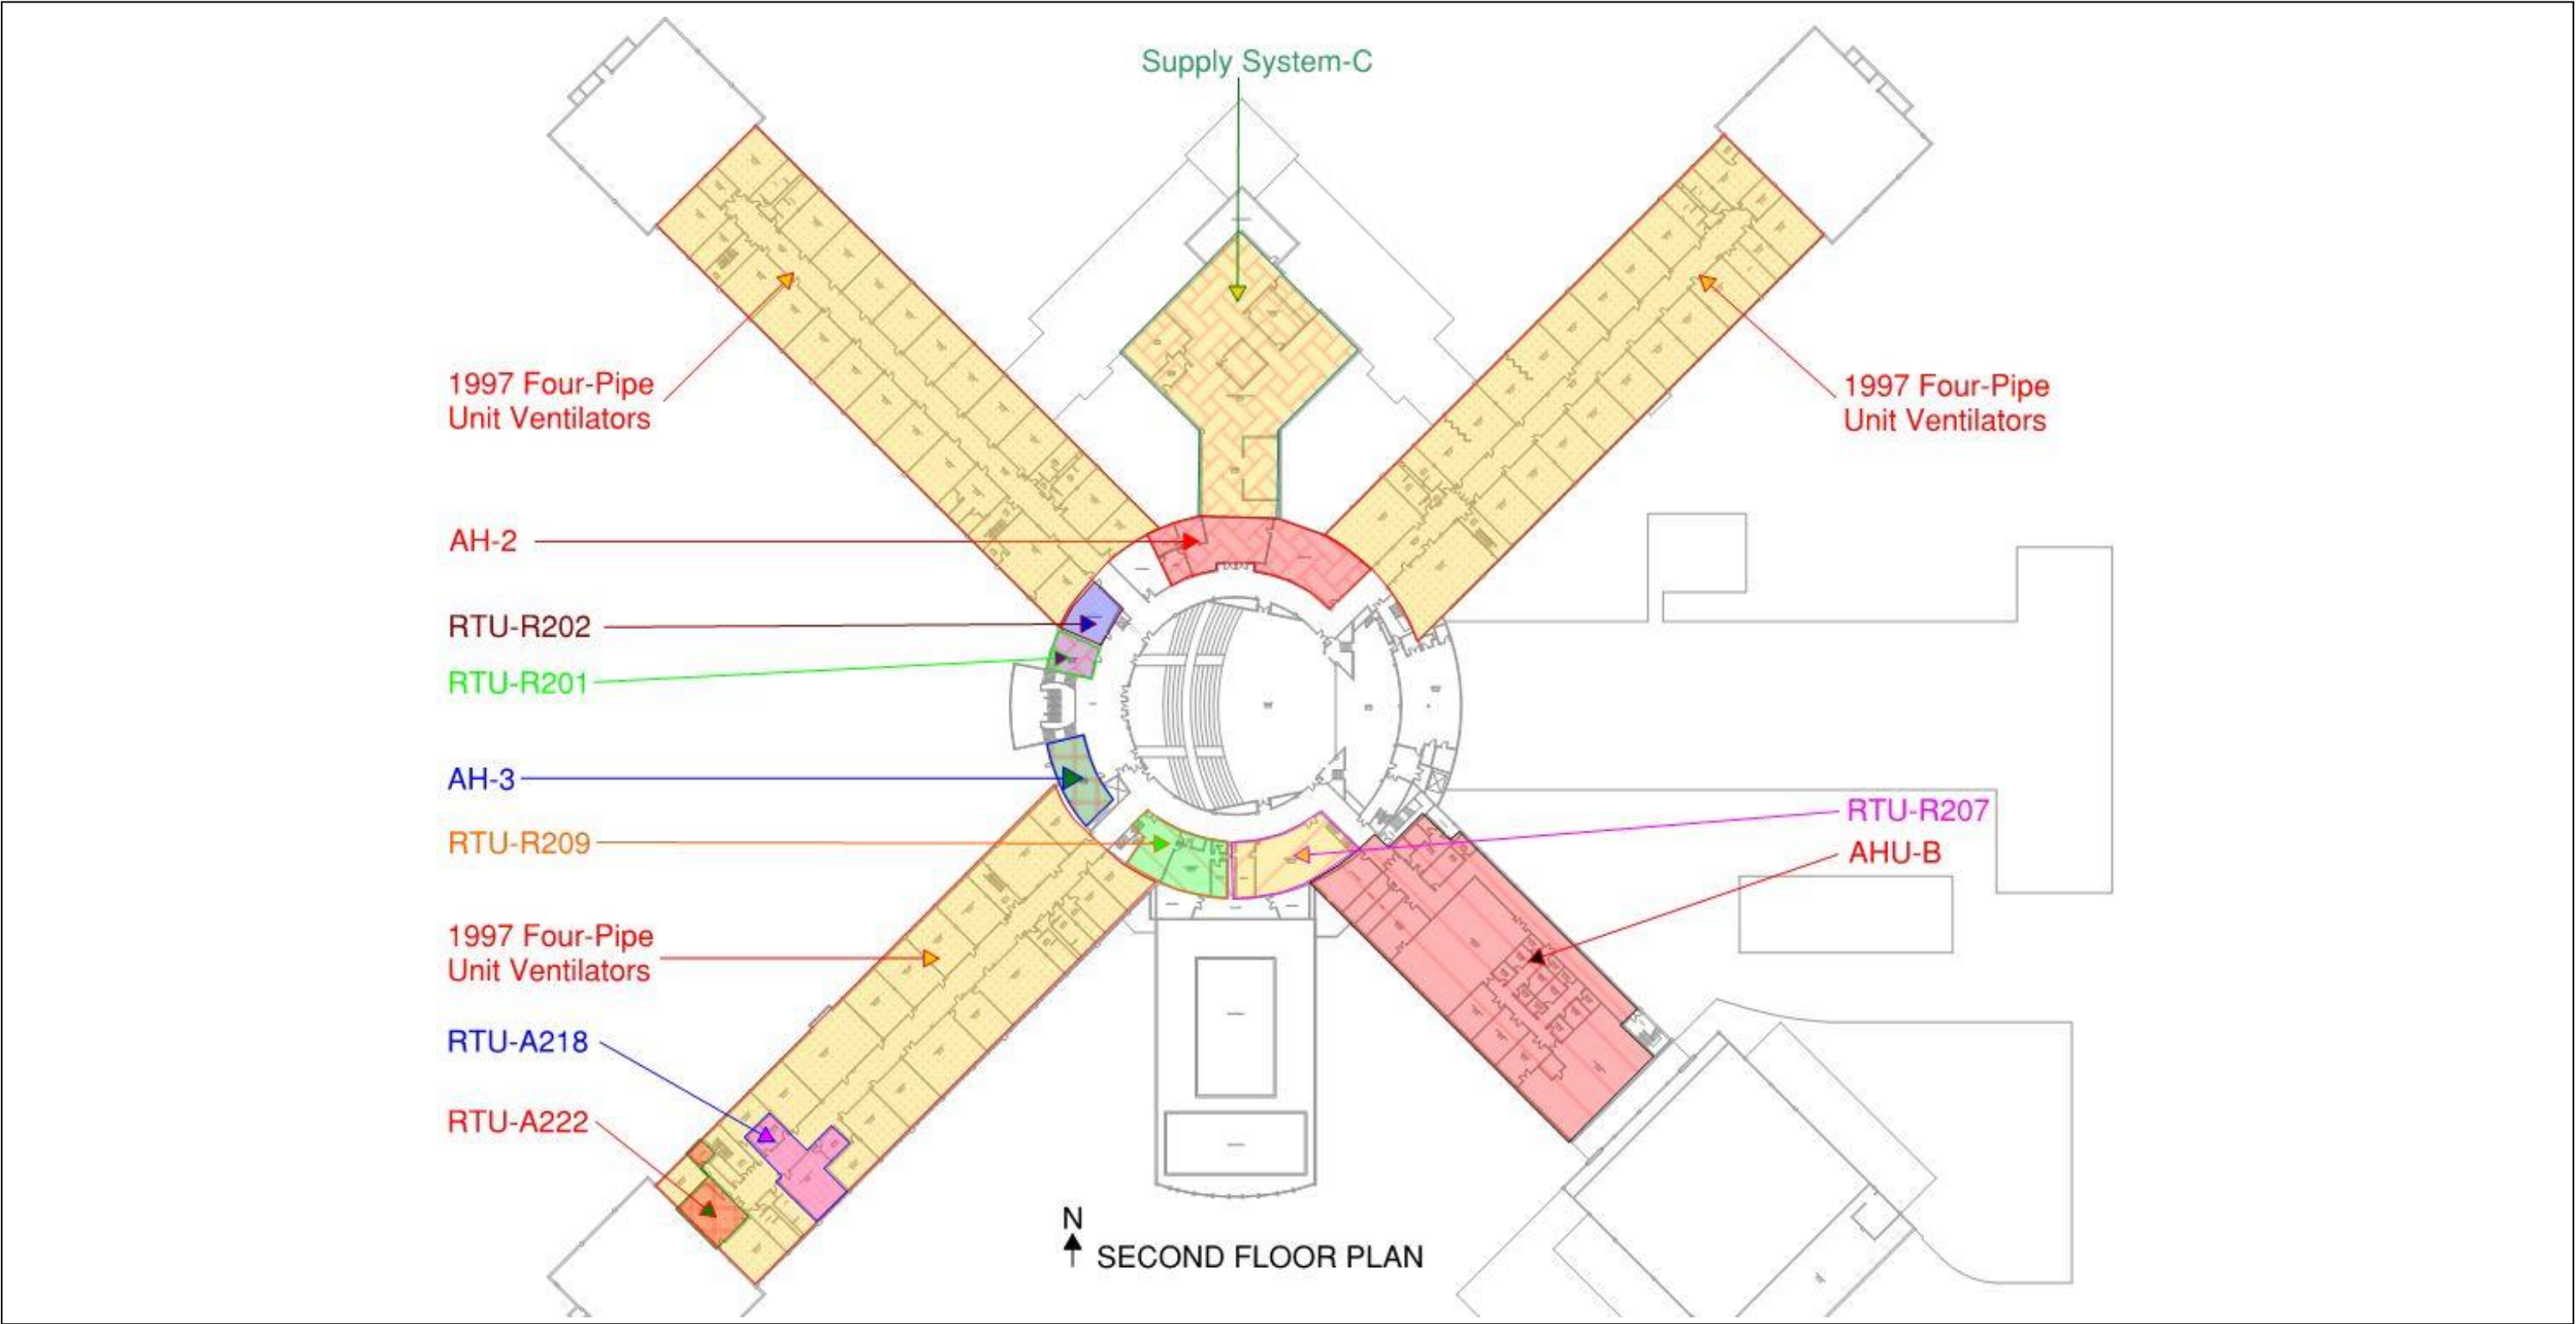 Supply System-C
1997 Four-Pipe
Unit Ventilators
1997 Four-Pipe
Unit Ventilators
AH-2
RTU-R202
RTU-R201
AH-3
RTU-R207
RTU-R209
AHU-B
1997 Four-Pipe
Unit Ventilators
RTU-A218
RTU-A222
N
SECOND FLOOR PLAN